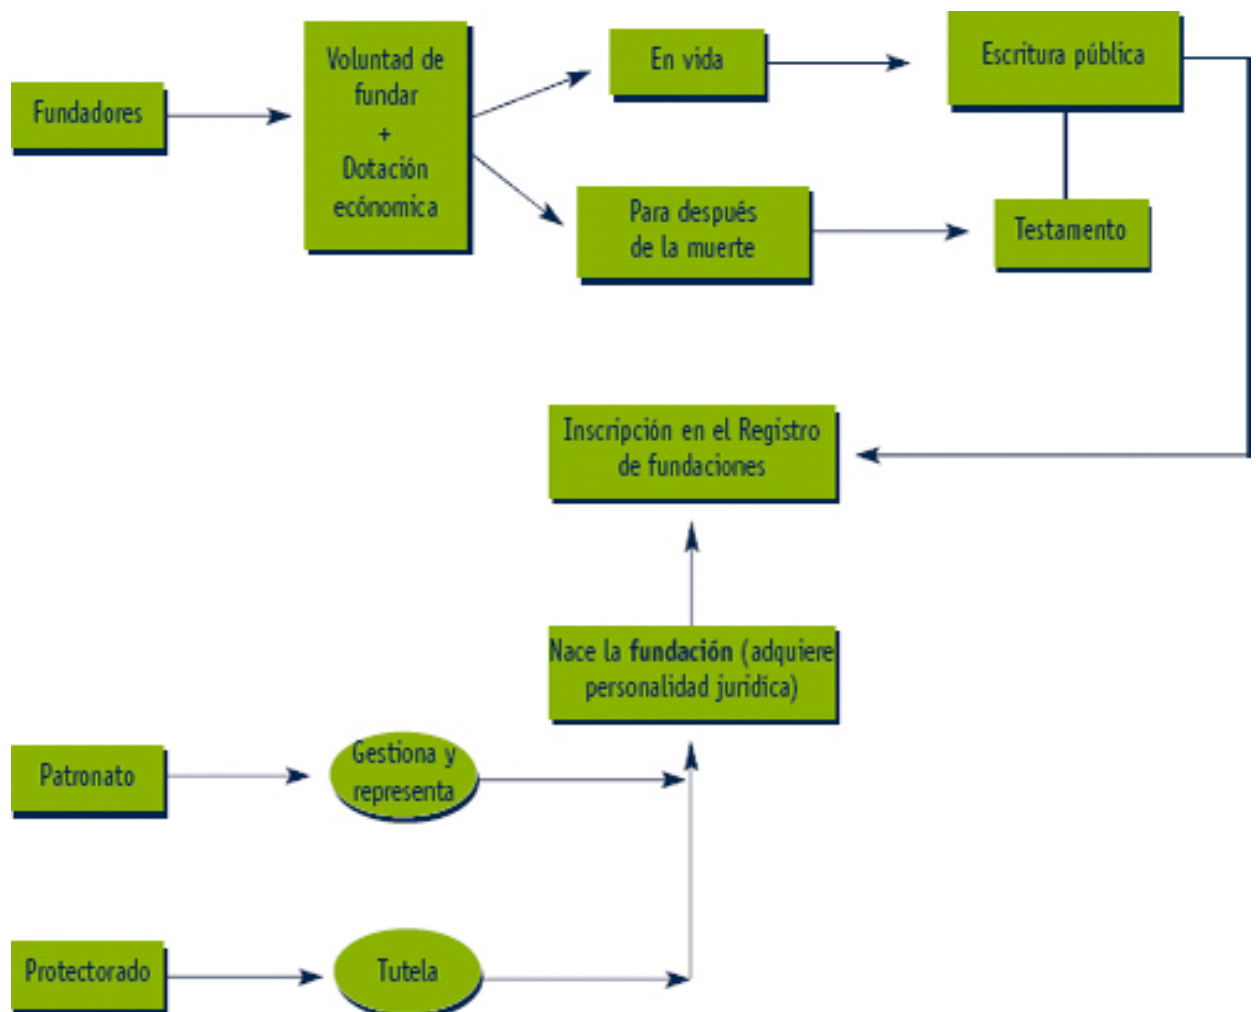 Fundadores
Voluntad de
fundar
+
Dotación
ecónomica
En vida
Para después
de la muerte
Escritura pública
Testamento
Inscripción en el Registro
de fundaciones
Nace la fundación (adquiere
personalidad juridica)
Patronato
Gestiona y
representa
Protectorado
Tutela